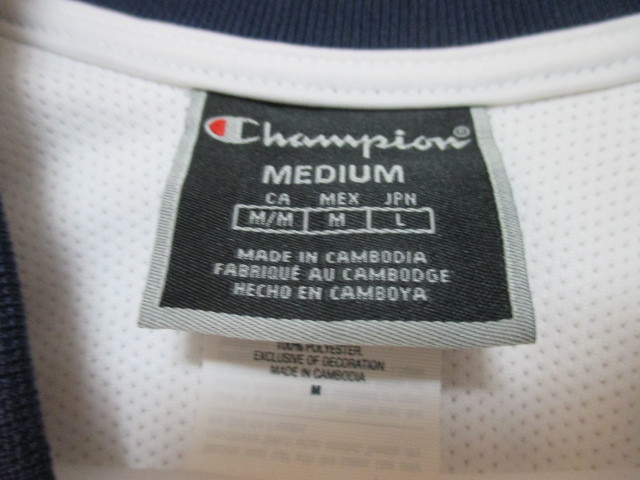 Champion®
MEDIUM
CA MEX JPN
M/M M L
MADE IN CAMBODIA
FABRIQUÉ AU CAMBODGE
HECHO EN CAMBOYA
100% POLYESTER.
EXCLUSIVE OF DECORATION
MADE IN CAMBODIA
M